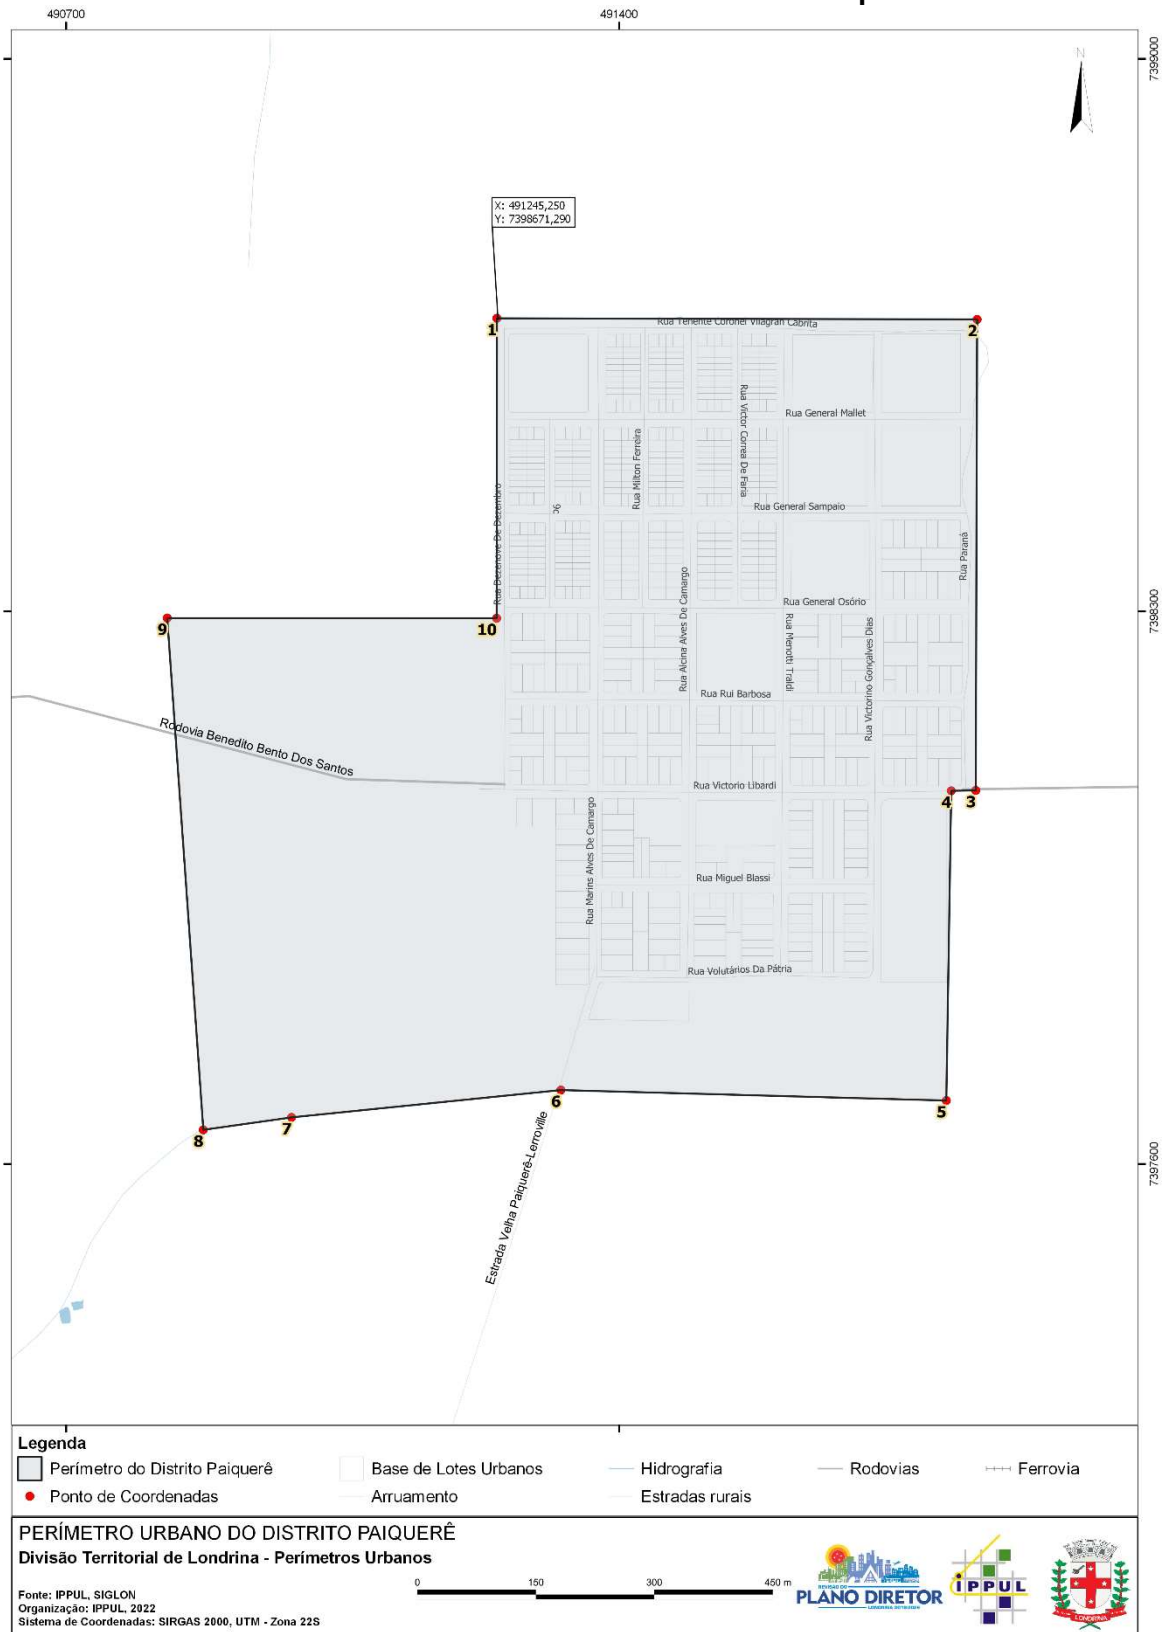 490700
491400
7399000
N
X: 491245,250
Y: 7398671,290
1
Rua Tenente Coronel Vilagran Cabrita
2
Rua General Mallet
Rua Victor Correa De Faria
Rua Milton Ferreira
Rua Dezenove De Dezembro
9c
Rua General Sampaio
Rua Paraná
Rua Alcina Alves De Camargo
Rua General Osório
7398300
9
10
Rua Menotti Traldi
Rua Victorino Gonçalves Dias
Rua Rui Barbosa
Rodovia Benedito Bento Dos Santos
Rua Victorio Libardi
4
3
Rua Marins Alves De Camargo
Rua Miguel Blassi
Rua Volutários Da Pátria
6
5
7
8
Estrada Velha Paiquerê-Lerroville
7397600
Legenda
Perímetro do Distrito Paiquerê
Base de Lotes Urbanos
Hidrografia
Rodovias
Ferrovia
Ponto de Coordenadas
Arruamento
Estradas rurais
PERÍMETRO URBANO DO DISTRITO PAIQUERÊ
Divisão Territorial de Londrina - Perímetros Urbanos
Fonte: IPPUL, SIGLON
Organização: IPPUL, 2022
Sistema de Coordenadas: SIRGAS 2000, UTM - Zona 22S
0 150 300 450 m
REVISÃO DO
PLANO DIRETOR
IPPUL
LONDRINA